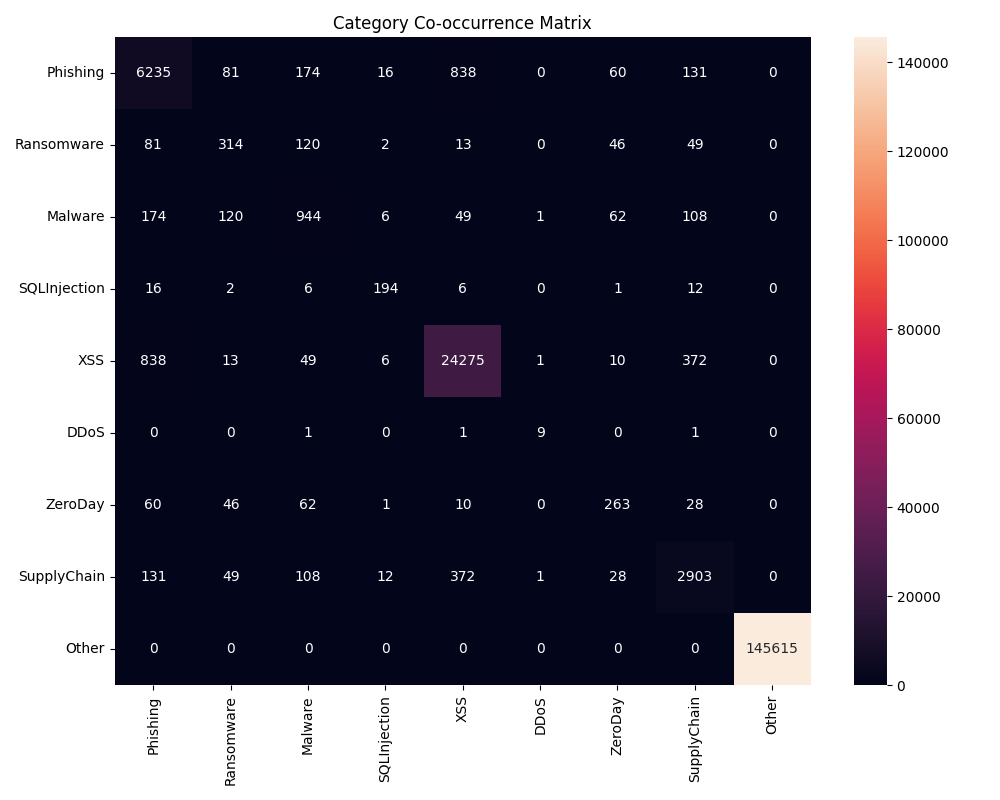 Category Co-occurrence Matrix
Phishing 6235 81 174 16 838 0 60 131 0
Ransomware 81 314 120 2 13 0 46 49 0
Malware 174 120 944 6 49 1 62 108 0
SQLInjection 16 2 6 194 6 0 1 12 0
XSS 838 13 49 6 24275 1 10 372 0
DDoS 0 0 1 0 1 9 0 1 0
ZeroDay 60 46 62 1 10 0 263 28 0
SupplyChain 131 49 108 12 372 1 28 2903 0
Other 0 0 0 0 0 0 0 0 145615
Phishing Ransomware Malware SQLInjection XSS DDoS ZeroDay SupplyChain Other
140000
120000
100000
80000
60000
40000
20000
0